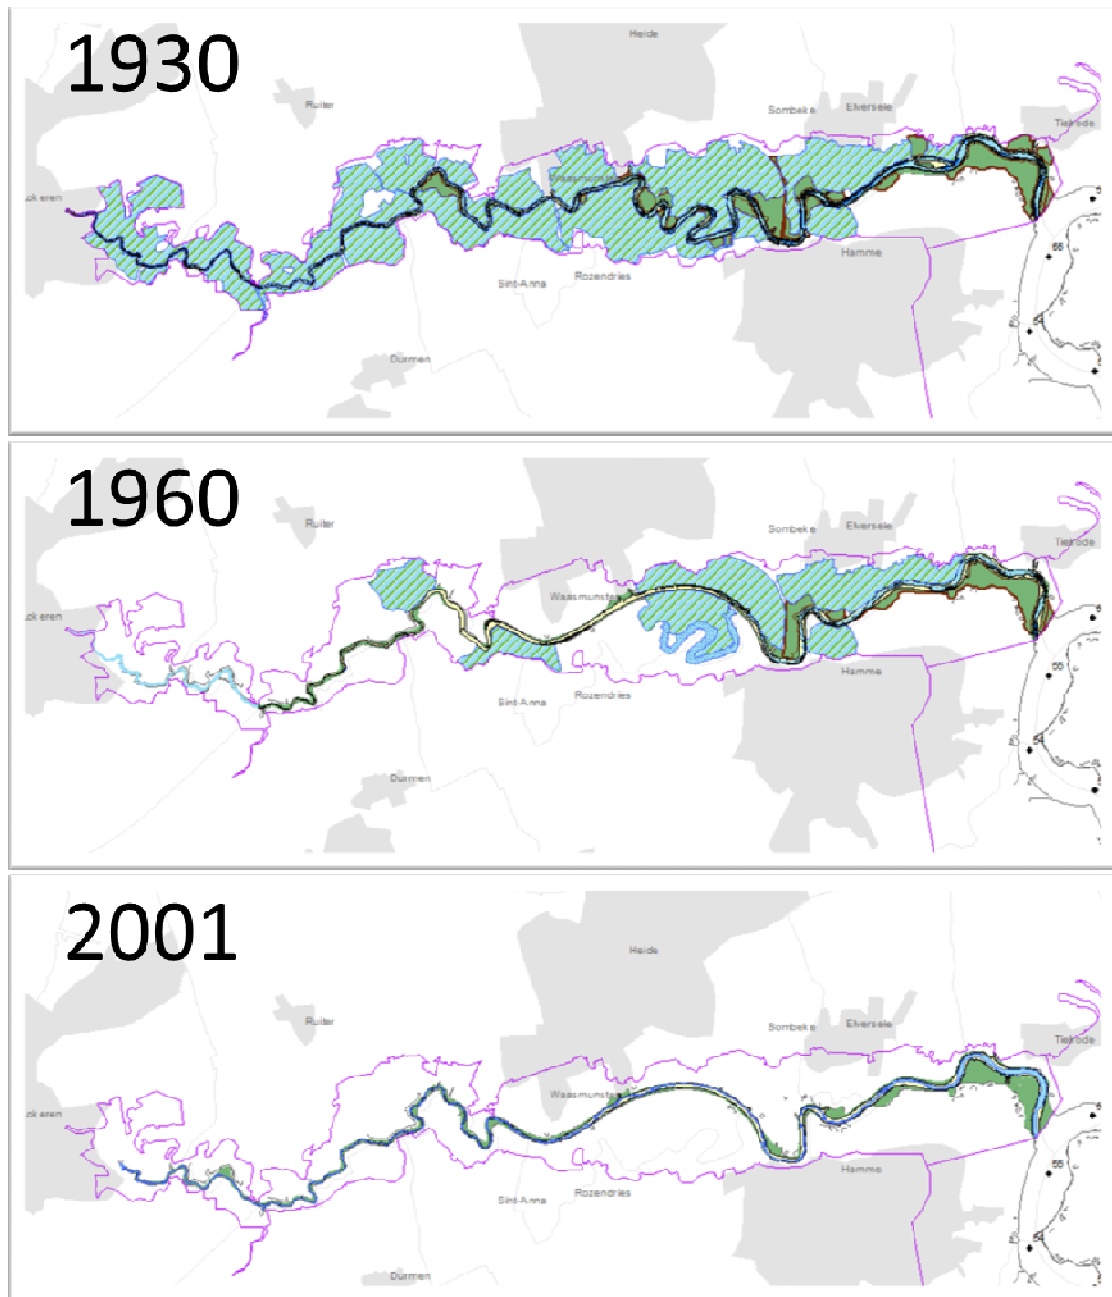 1930
Heide
Ruiter
Sombeke
Elversele
Tielrode
Hamme
Sint-Anna
Rozendries
Durmen
1960
Ruiter
Sombeke
Elversele
Tielrode
Waasmunster
Hamme
Sint-Anna
Rozendries
Durmen
2001
Heide
Ruiter
Sombeke
Elversele
Tielrode
Waasmunster
Hamme
Sint-Anna
Rozendries
Durmen